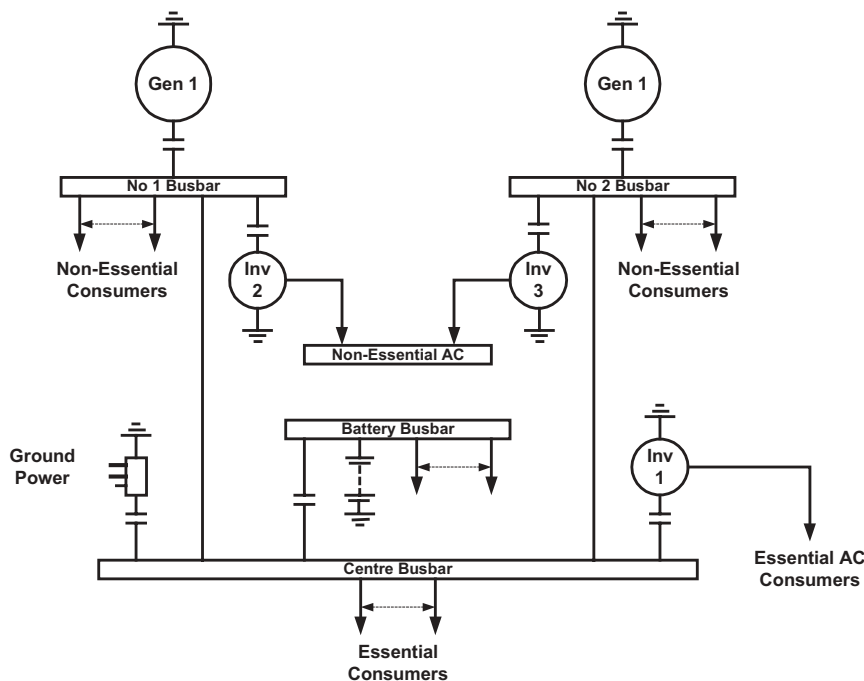 Gen 1
Gen 1
No 1 Busbar
No 2 Busbar
Non-Essential
Consumers
Inv
2
Inv
3
Non-Essential
Consumers
Non-Essential AC
Battery Busbar
Ground
Power
Inv
1
Centre Busbar
Essential AC
Consumers
Essential
Consumers